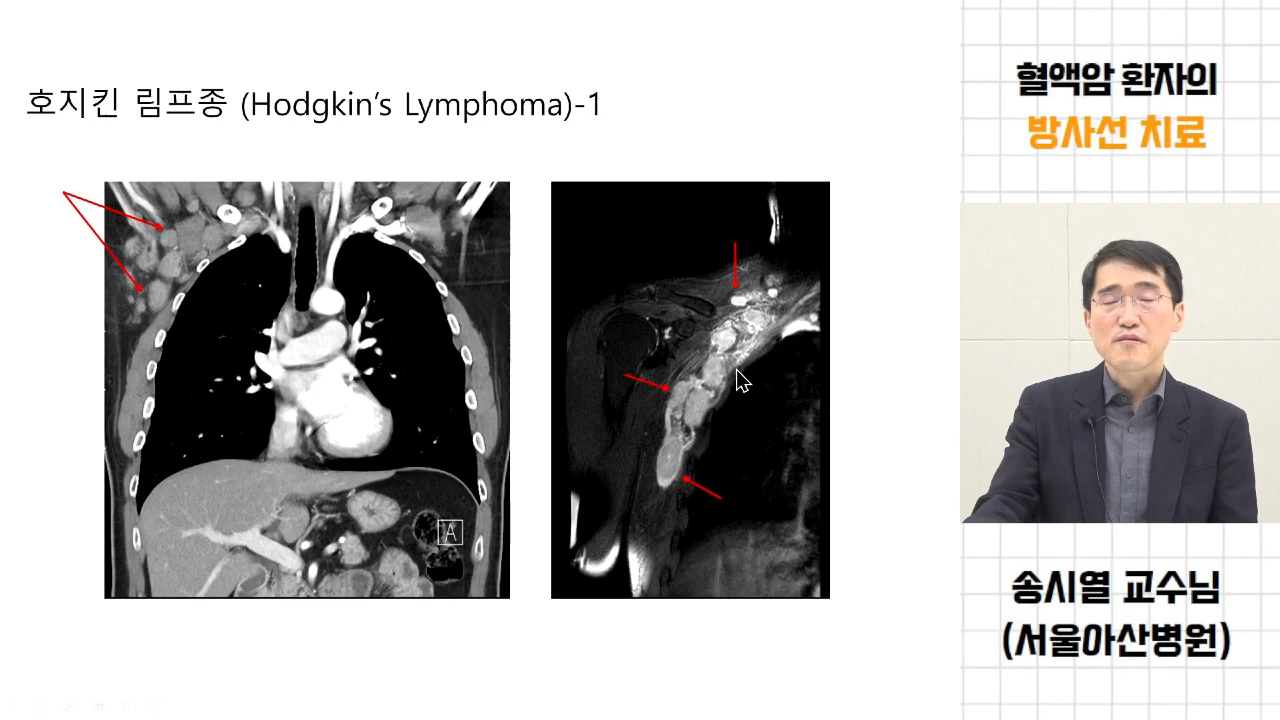 호지킨 림프종 (Hodgkin’s Lymphoma)-1
A
혈액암 환자의
방사선 치료
송시열 교수님
(서울아산병원)